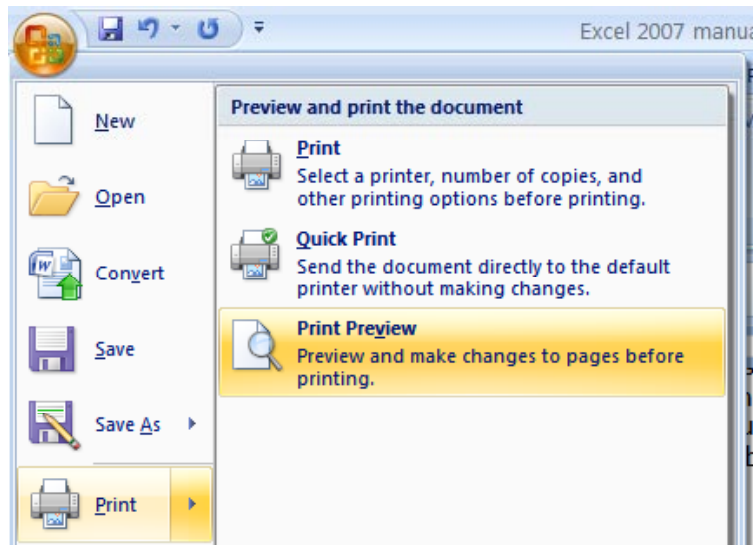 Excel 2007 manua
New
Open
Convert
Save
Save As
Print
Preview and print the document
Print
Select a printer, number of copies, and
other printing options before printing.
Quick Print
Send the document directly to the default
printer without making changes.
Print Preview
Preview and make changes to pages before
printing.